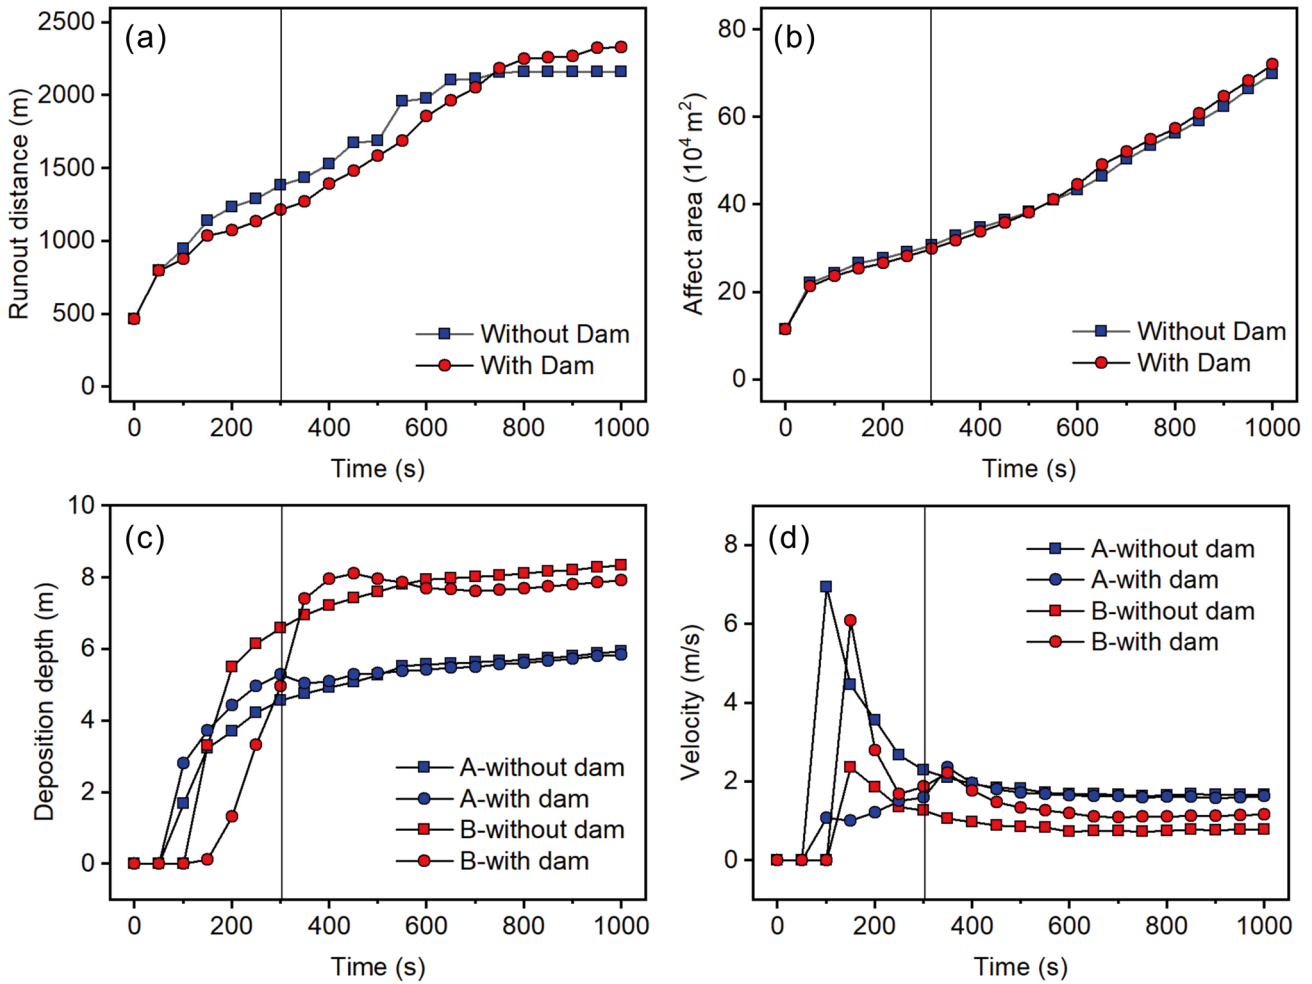 (a)
Runout distance (m)
2500
2000
1500
1000
500
0
Without Dam
With Dam
0 200 400 600 800 1000
Time (s)
(b)
Affect area (10⁴ m²)
80
60
40
20
0
Without Dam
With Dam
0 200 400 600 800 1000
Time (s)
(c)
Deposition depth (m)
10
8
6
4
2
0
A-without dam
A-with dam
B-without dam
B-with dam
0 200 400 600 800 1000
Time (s)
(d)
Velocity (m/s)
8
6
4
2
0
A-without dam
A-with dam
B-without dam
B-with dam
0 200 400 600 800 1000
Time (s)